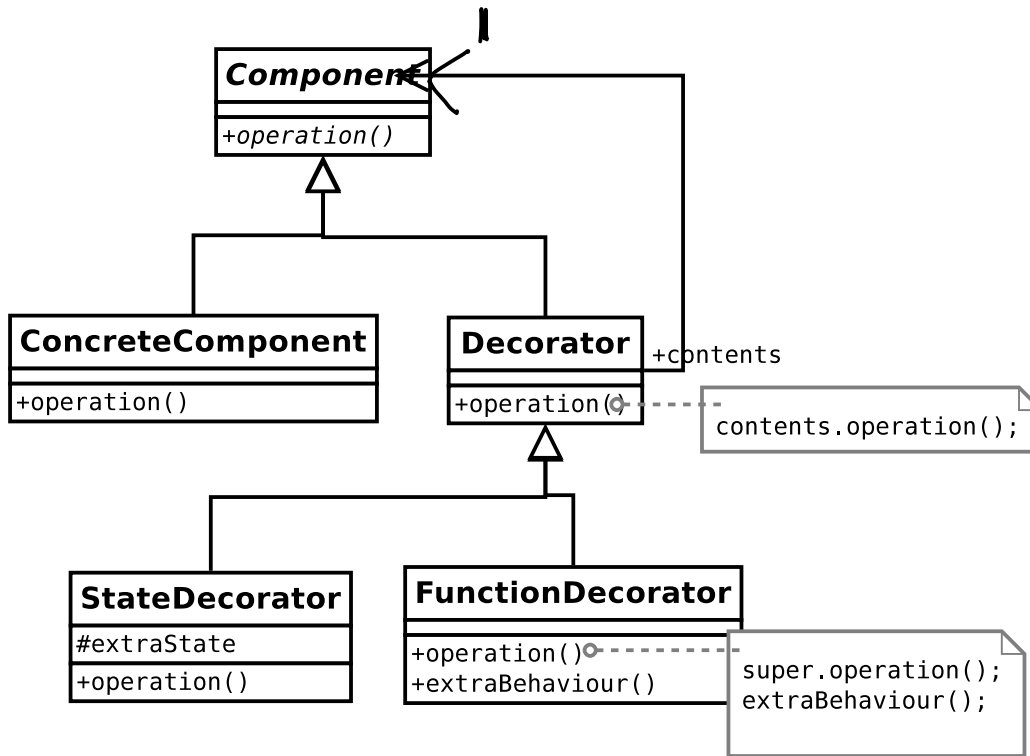 Component
+operation()
ConcreteComponent
+operation()
Decorator
+operation()
+contents
contents.operation();
StateDecorator
#extraState
+operation()
FunctionDecorator
+operation()
+extraBehaviour()
super.operation();
extraBehaviour();